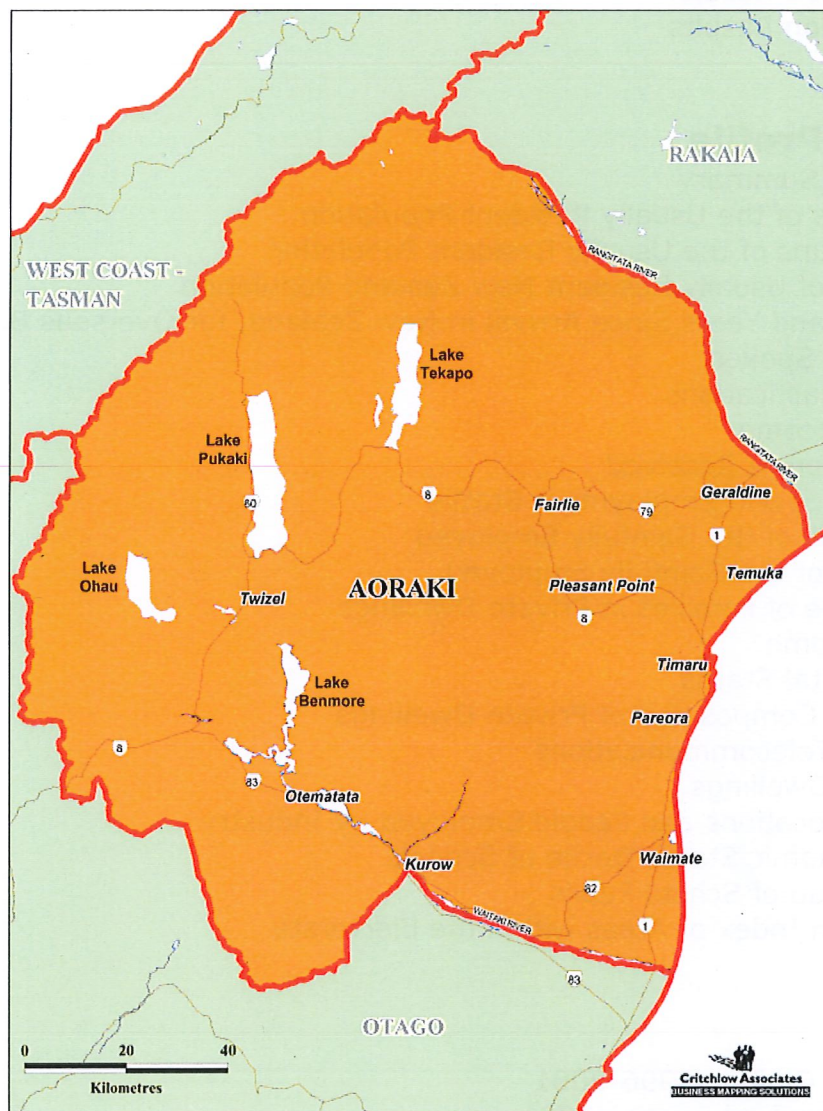 RAKAIA
WEST COAST -
TASMAN
RANGITATA RIVER
Lake
Tekapo
Lake
Pukaki
RANGITATA RIVER
80
8
Fairlie
79
Geraldine
1
Lake
Ohau
Twizel
AORAKI
Pleasant Point
Temuka
8
Timaru
Lake
Benmore
Pareora
8
83
Otematata
Kurow
Waimate
82
WAITAKI RIVER
1
83
OTAGO
0 20 40
Kilometres
Critchlow Associates
BUSINESS MAPPING SOLUTIONS